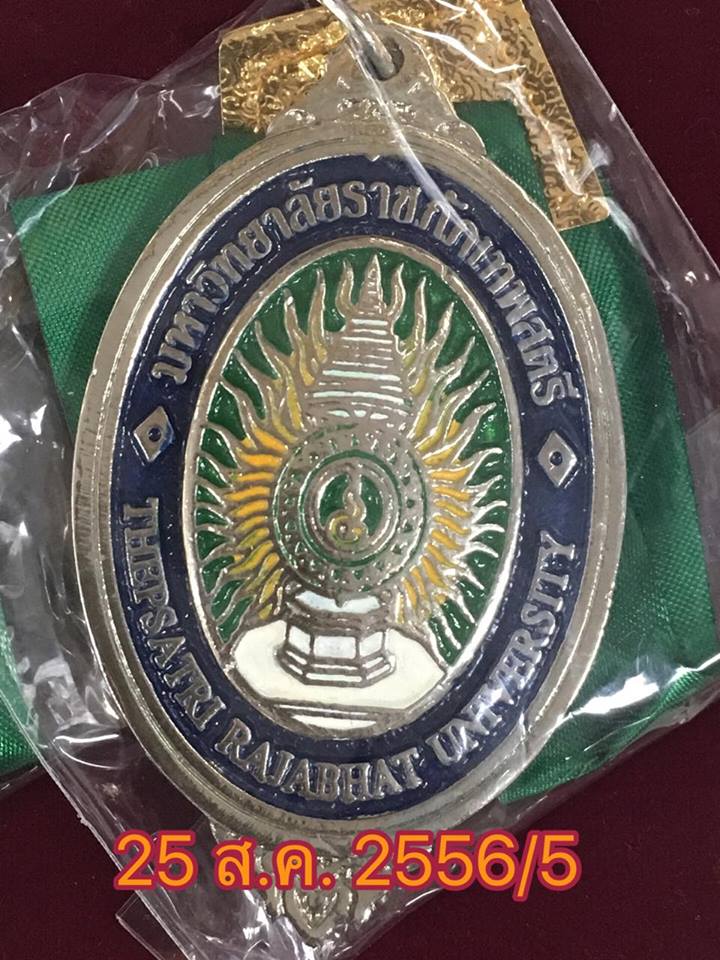 มหาวิทยาลัยราชภัฏเทพสตรี
THEPSATRI RAJABHAT UNIVERSITY
25 ส.ค. 2556/5